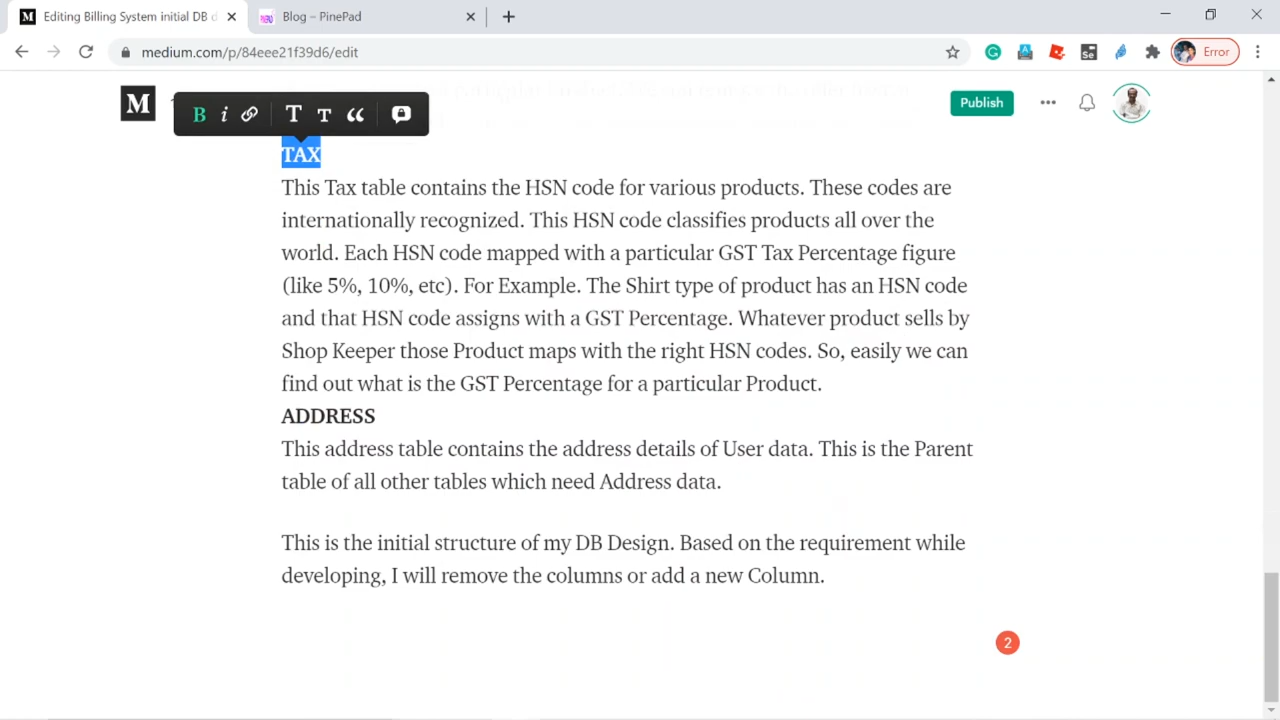 Editing Billing System initial DB d
Blog – PinePad
medium.com/p/84eee21f39d6/edit
Error
M
B i T T
Publish
TAX
This Tax table contains the HSN code for various products. These codes are
internationally recognized. This HSN code classifies products all over the
world. Each HSN code mapped with a particular GST Tax Percentage figure
(like 5%, 10%, etc). For Example. The Shirt type of product has an HSN code
and that HSN code assigns with a GST Percentage. Whatever product sells by
Shop Keeper those Product maps with the right HSN codes. So, easily we can
find out what is the GST Percentage for a particular Product.
ADDRESS
This address table contains the address details of User data. This is the Parent
table of all other tables which need Address data.
This is the initial structure of my DB Design. Based on the requirement while
developing, I will remove the columns or add a new Column.
2